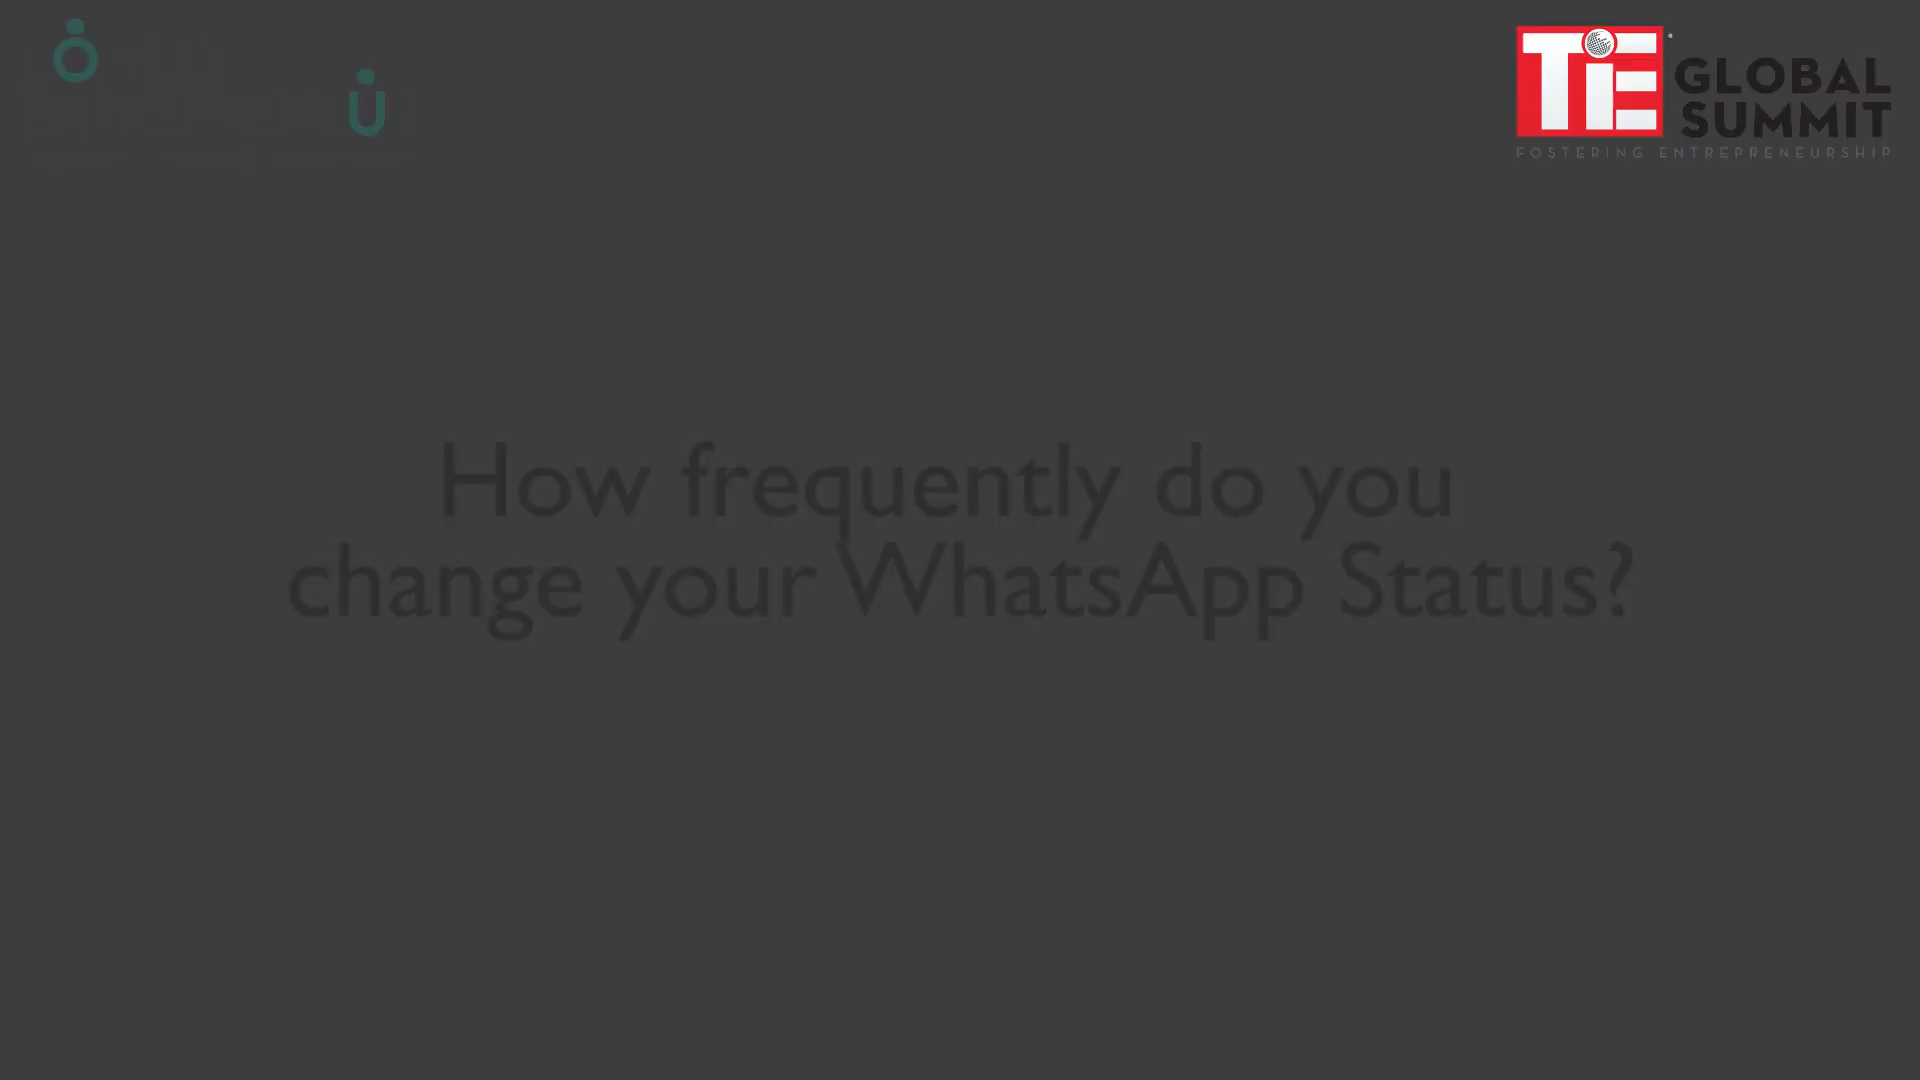 TiE GLOBAL
SUMMIT
FOSTERING ENTREPRENEURSHIP
How frequently do you
change your WhatsApp Status?